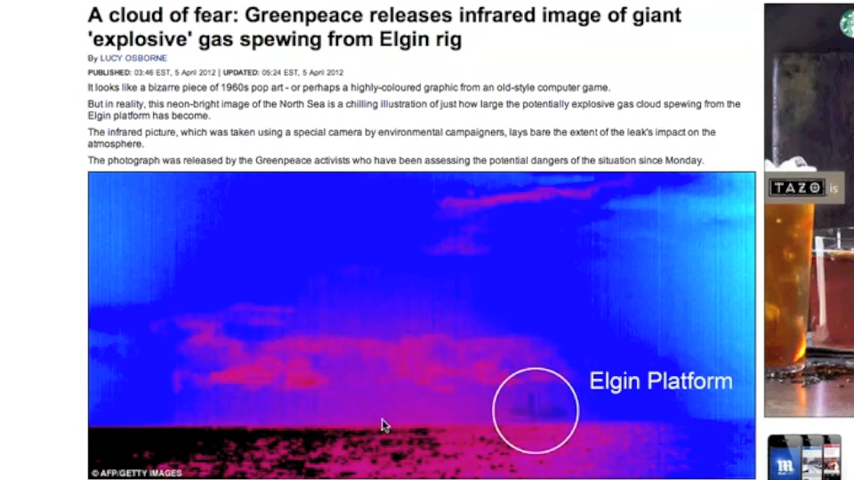 A cloud of fear: Greenpeace releases infrared image of giant
'explosive' gas spewing from Elgin rig
By LUCY OSBORNE
PUBLISHED: 03:46 EST, 5 April 2012 | UPDATED: 05:24 EST, 5 April 2012
It looks like a bizarre piece of 1960s pop art - or perhaps a highly-coloured graphic from an old-style computer game.
But in reality, this neon-bright image of the North Sea is a chilling illustration of just how large the potentially explosive gas cloud spewing from the
Elgin platform has become.
The infrared picture, which was taken using a special camera by environmental campaigners, lays bare the extent of the leak's impact on the
atmosphere.
The photograph was released by the Greenpeace activists who have been assessing the potential dangers of the situation since Monday.
TAZO is
Elgin Platform
© AFP/GETTY IMAGES
m